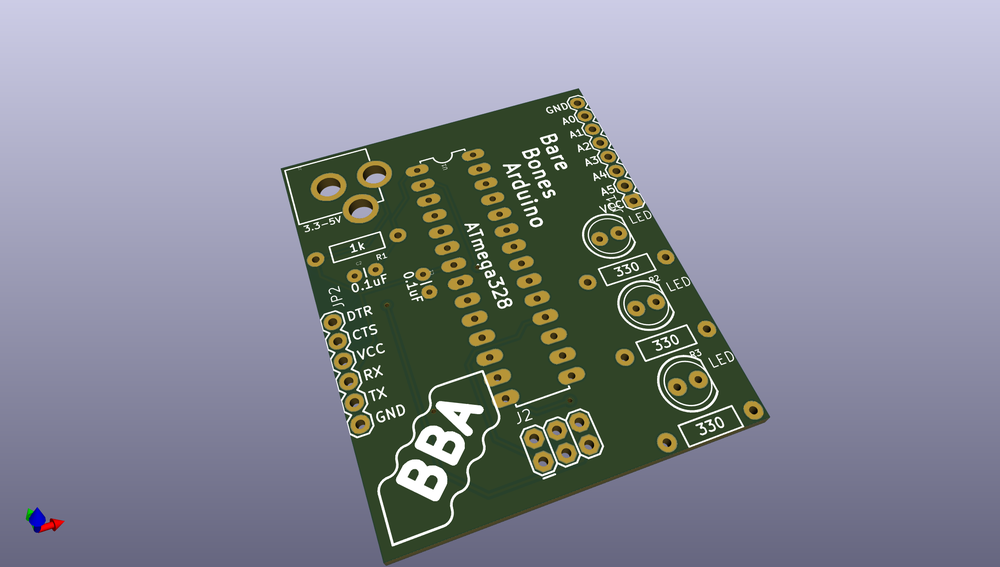 GND
A0
A1
A2
A3
A4
A5
VCC
Bare
Bones
Arduino
ATmega328
3.3-5V
1k
R1
0.1uF
0.1uF
JP2
DTR
CTS
VCC
RX
TX
GND
LED
330
R2
LED
330
R3
LED
330
J2
BBA